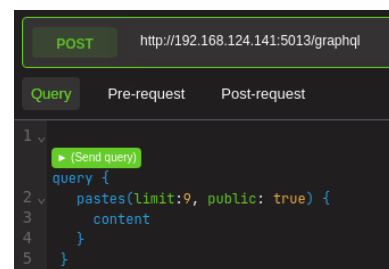 POST http://192.168.124.141:5013/graphql
Query Pre-request Post-request
1
► (Send query)
query {
2 pastes(limit:9, public: true) {
3 content
4 }
5 }